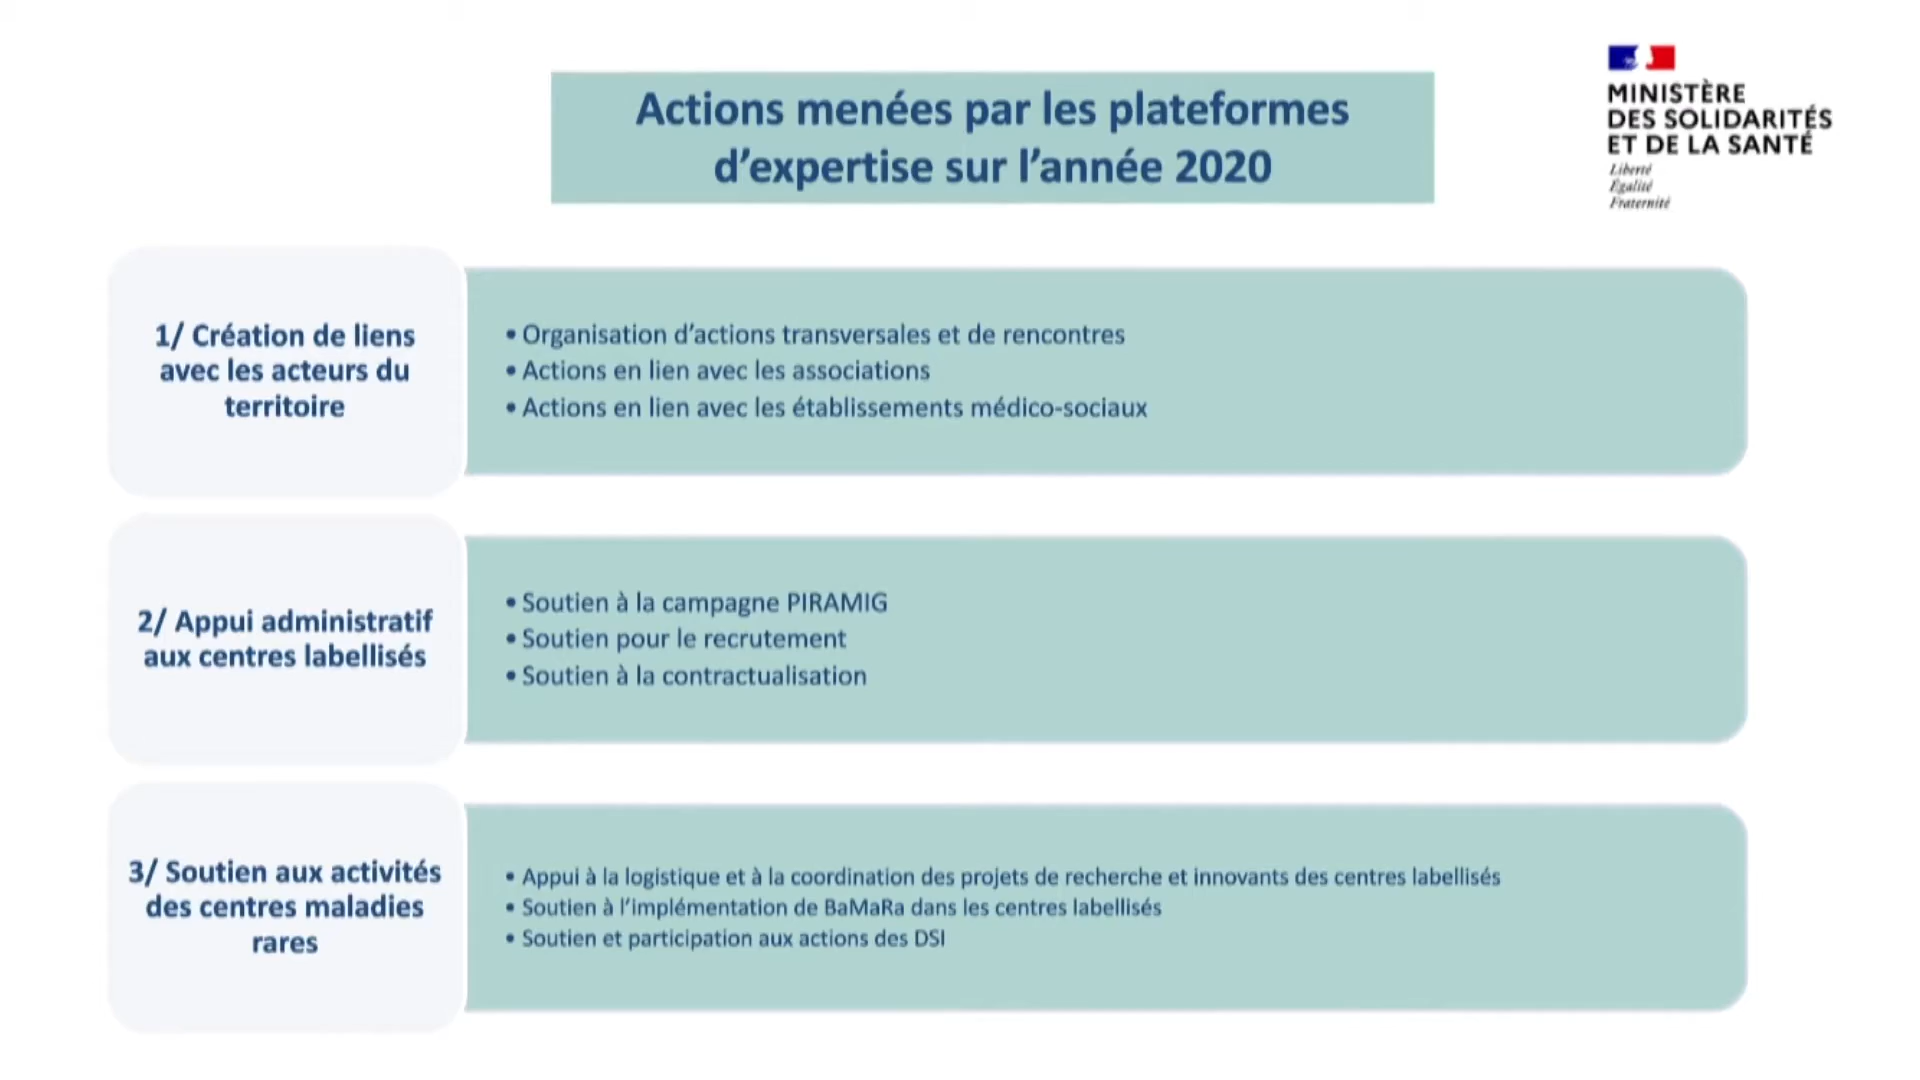 Actions menées par les plateformes
d’expertise sur l’année 2020
MINISTÈRE
DES SOLIDARITÉS
ET DE LA SANTÉ
Liberté
Égalité
Fraternité
1/ Création de liens
avec les acteurs du
territoire
• Organisation d’actions transversales et de rencontres
• Actions en lien avec les associations
• Actions en lien avec les établissements médico-sociaux
2/ Appui administratif
aux centres labellisés
• Soutien à la campagne PIRAMIG
• Soutien pour le recrutement
• Soutien à la contractualisation
3/ Soutien aux activités
des centres maladies
rares
• Appui à la logistique et à la coordination des projets de recherche et innovants des centres labellisés
• Soutien à l’implémentation de BaMaRa dans les centres labellisés
• Soutien et participation aux actions des DSI